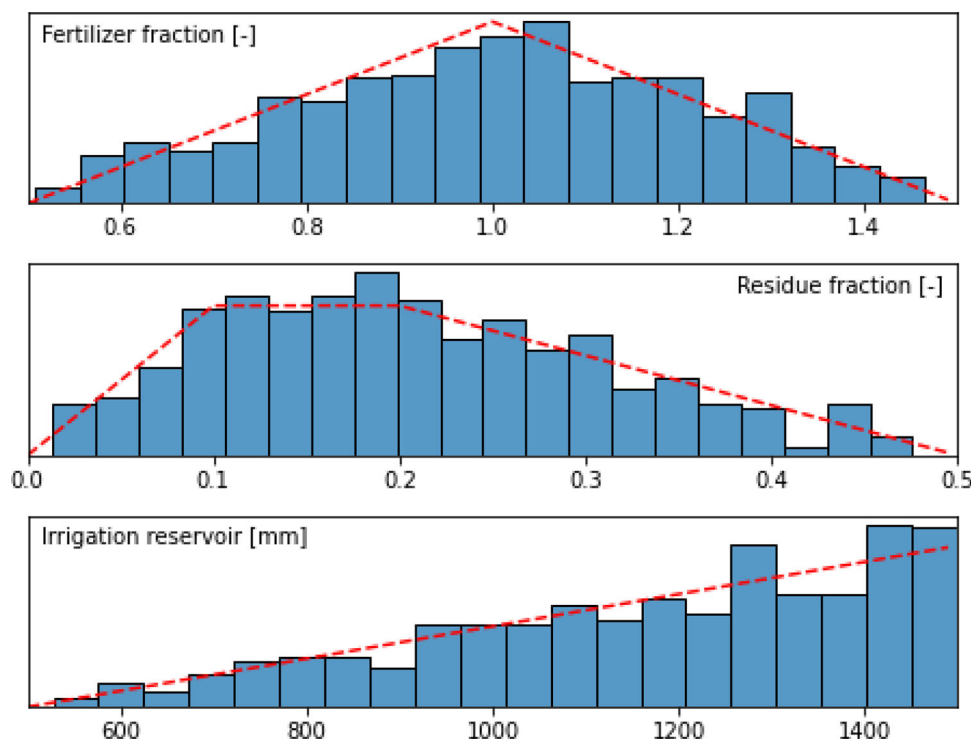 Fertilizer fraction [-]
0.6 0.8 1.0 1.2 1.4
Residue fraction [-]
0.0 0.1 0.2 0.3 0.4 0.5
Irrigation reservoir [mm]
600 800 1000 1200 1400